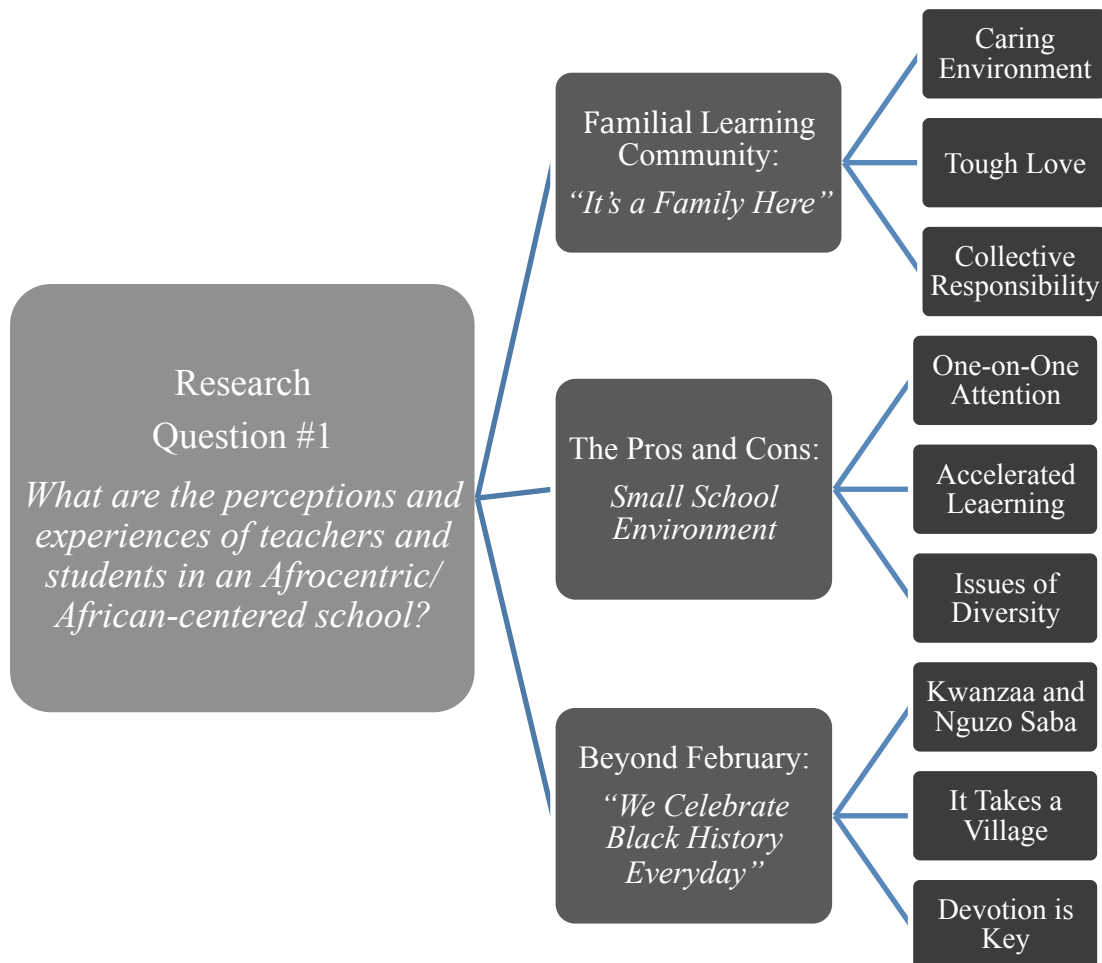 Research
Question #1
What are the perceptions and
experiences of teachers and
students in an Afrocentric/
African-centered school?
Familial Learning
Community:
“It’s a Family Here”
Caring
Environment
Tough Love
Collective
Responsibility
The Pros and Cons:
Small School
Environment
One-on-One
Attention
Accelerated
Leaerning
Issues of
Diversity
Beyond February:
“We Celebrate
Black History
Everyday”
Kwanzaa and
Nguzo Saba
It Takes a
Village
Devotion is
Key